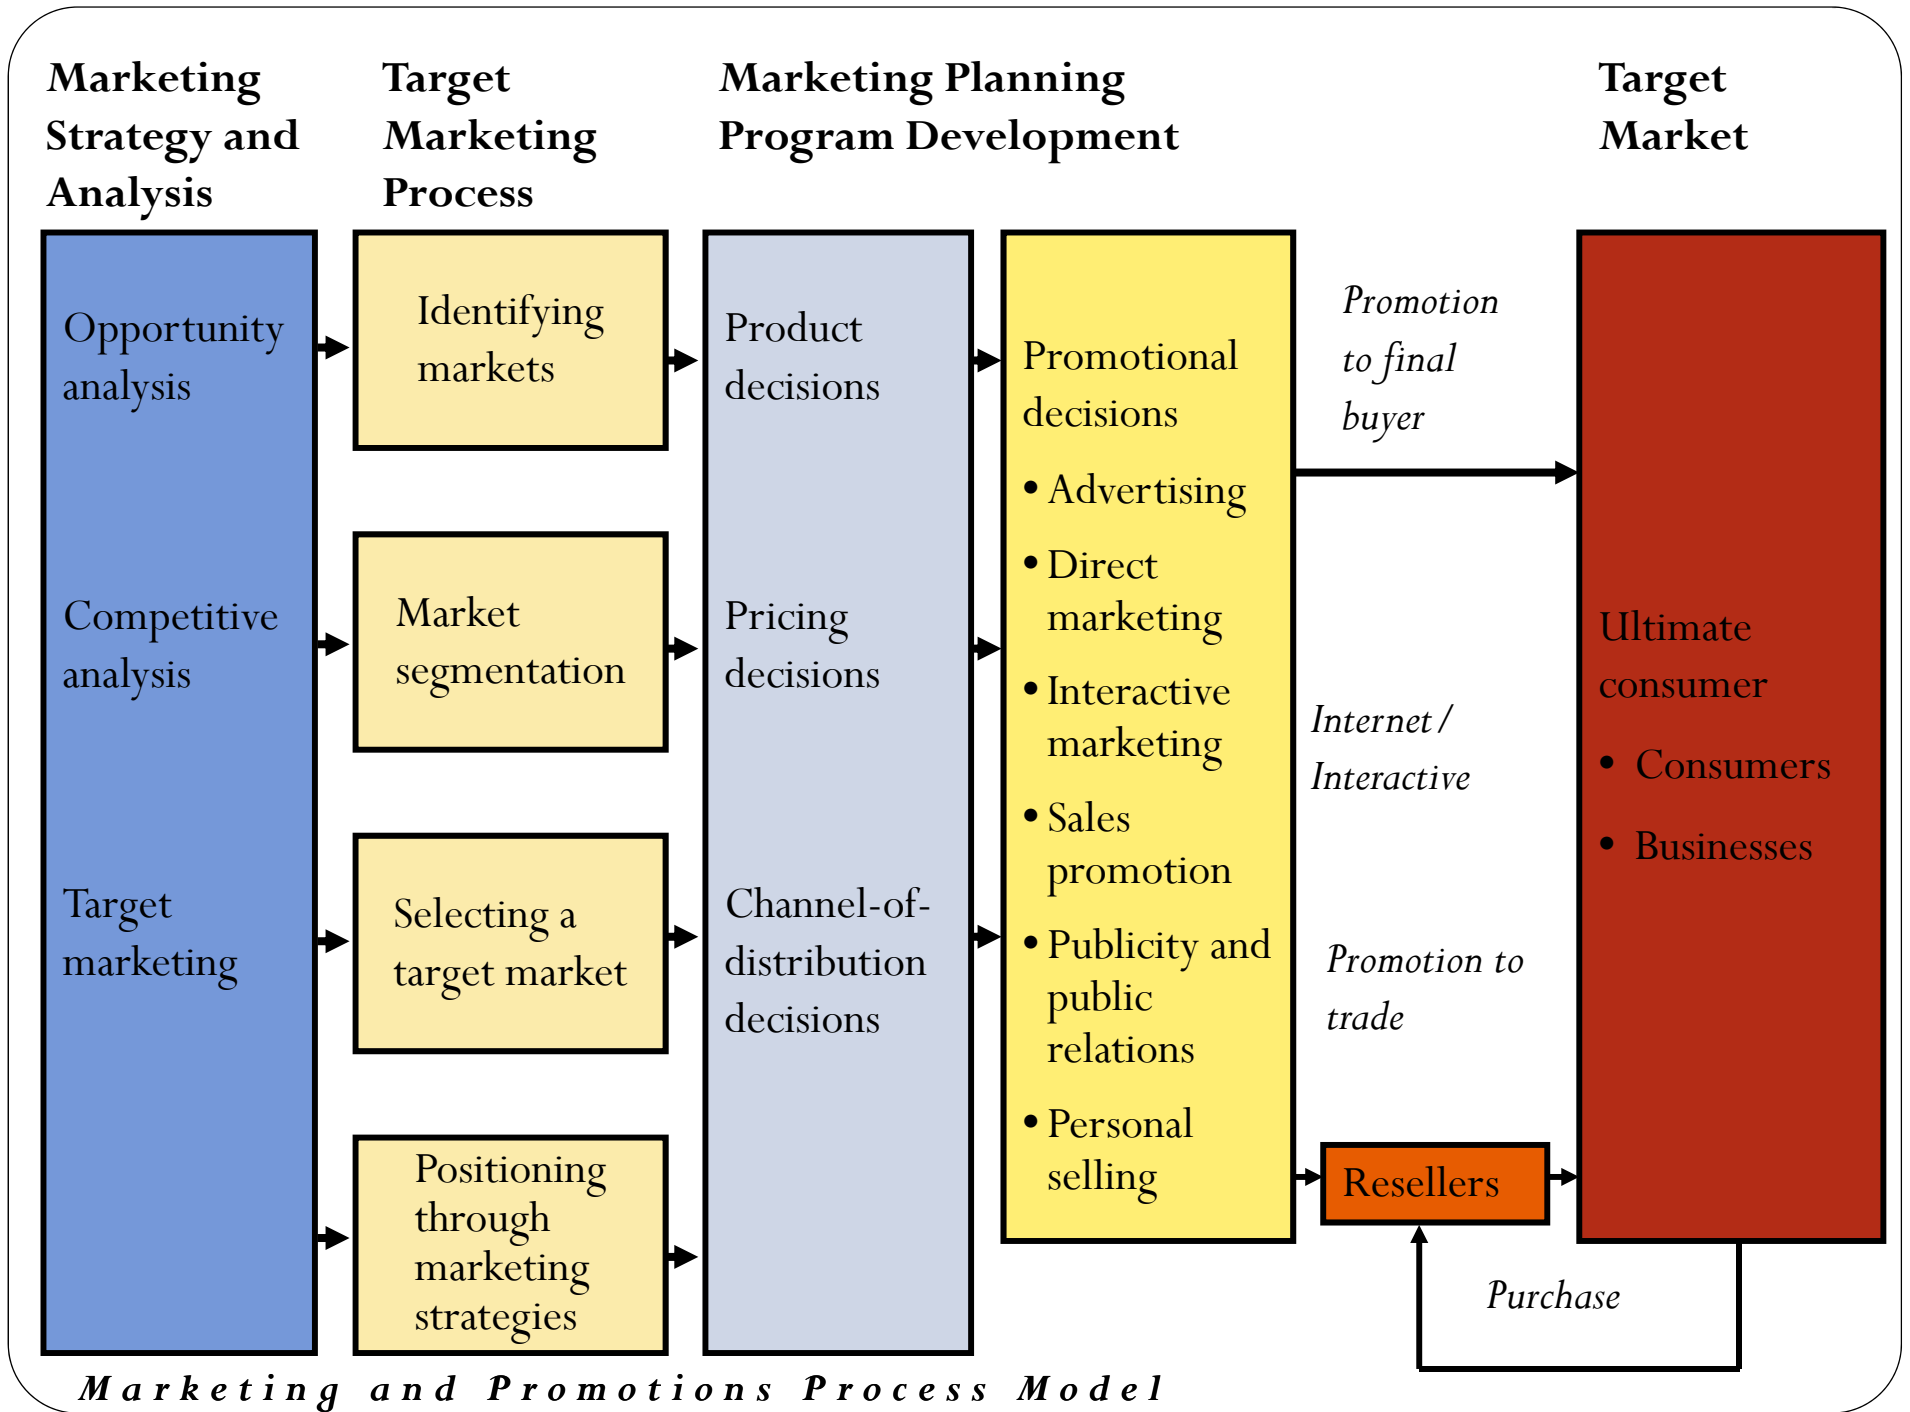 Marketing
Strategy and
Analysis
Target
Marketing
Process
Marketing Planning
Program Development
Target
Market
Opportunity
analysis
Competitive
analysis
Target
marketing
Identifying
markets
Market
segmentation
Selecting a
target market
Positioning
through
marketing
strategies
Product
decisions
Pricing
decisions
Channel-of-
distribution
decisions
Promotional
decisions
• Advertising
• Direct
marketing
• Interactive
marketing
• Sales
promotion
• Publicity and
public
relations
• Personal
selling
Promotion
to final
buyer
Internet/
Interactive
Promotion to
trade
Resellers
Purchase
Ultimate
consumer
• Consumers
• Businesses
Marketing and Promotions Process Model